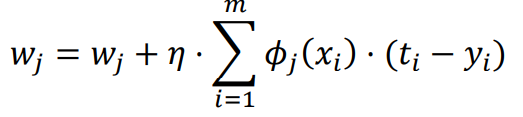 w_j = w_j + η · ∑_{i=1}^{m} ϕ_j(x_i) · (t_i − y_i)